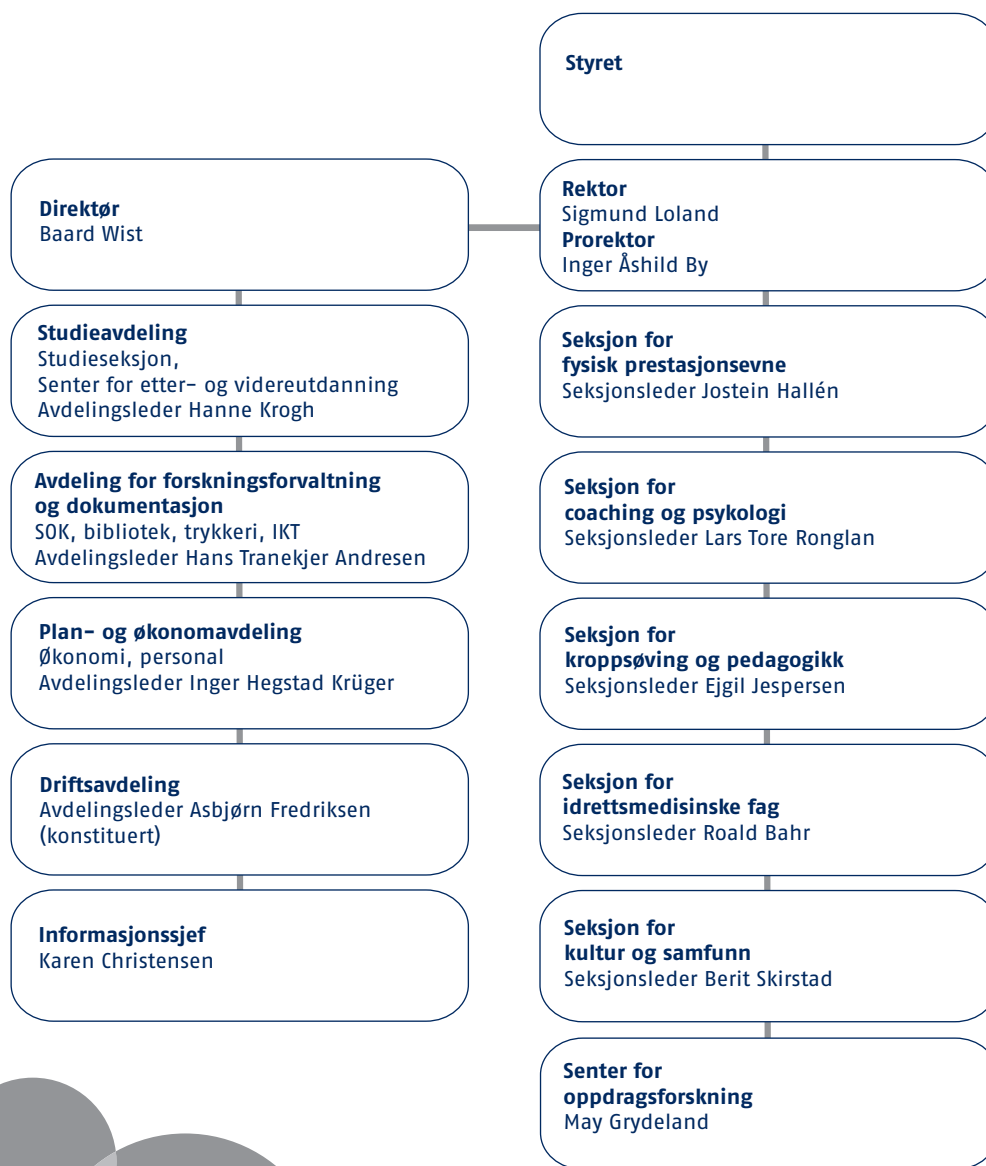 Styret
Direktør
Baard Wist
Rektor
Sigmund Loland
Prorektor
Inger Åshild By
Studieavdeling
Studieseksjon,
Senter for etter- og videreutdanning
Avdelingsleder Hanne Krogh
Avdeling for forskningsforvaltning
og dokumentasjon
SOK, bibliotek, trykkeri, IKT
Avdelingsleder Hans Tranekjer Andresen
Plan- og økonomavdeling
Økonomi, personal
Avdelingsleder Inger Hegstad Krüger
Driftsavdeling
Avdelingsleder Asbjørn Fredriksen
(konstituert)
Informasjonssjef
Karen Christensen
Seksjon for
fysisk prestasjonsevne
Seksjonsleder Jostein Hallén
Seksjon for
coaching og psykologi
Seksjonsleder Lars Tore Ronglan
Seksjon for
kroppsøving og pedagogikk
Seksjonsleder Ejgil Jespersen
Seksjon for
idrettsmedisinske fag
Seksjonsleder Roald Bahr
Seksjon for
kultur og samfunn
Seksjonsleder Berit Skirstad
Senter for
oppdragsforskning
May Grydeland